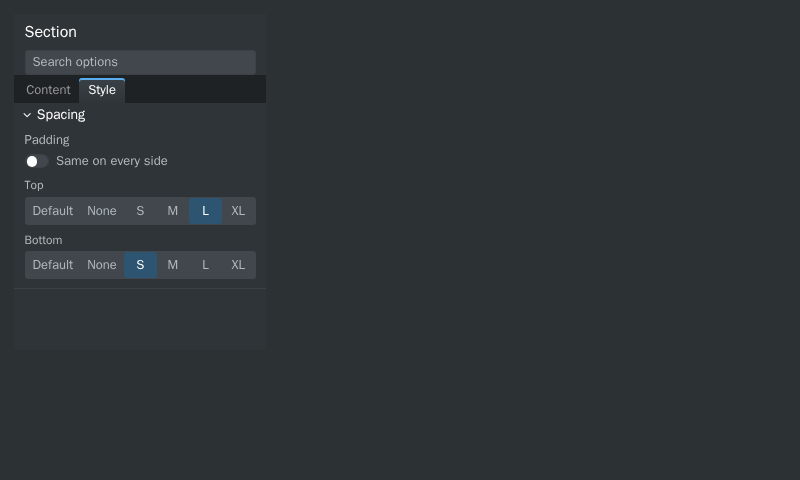 Section
Search options
Content Style
Spacing
Padding
Same on every side
Top
Default None S M L XL
Bottom
Default None S M L XL